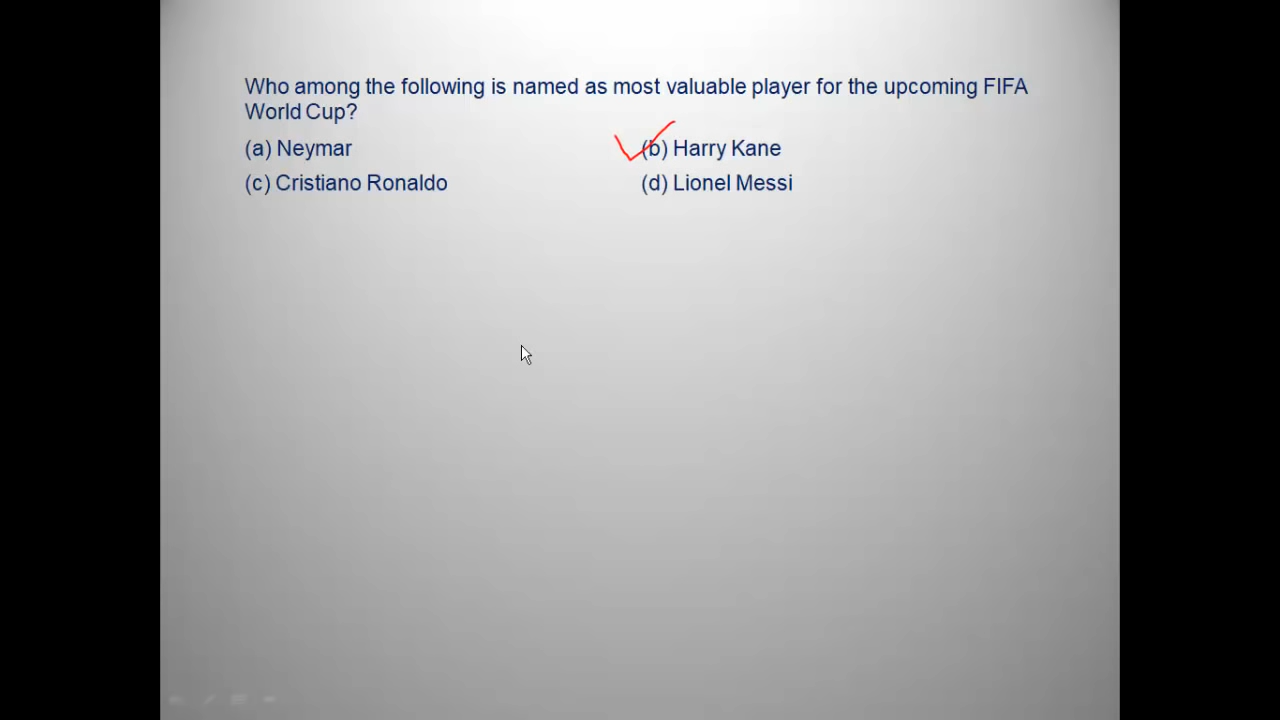 Who among the following is named as most valuable player for the upcoming FIFA
World Cup?
(a) Neymar (b) Harry Kane
(c) Cristiano Ronaldo (d) Lionel Messi